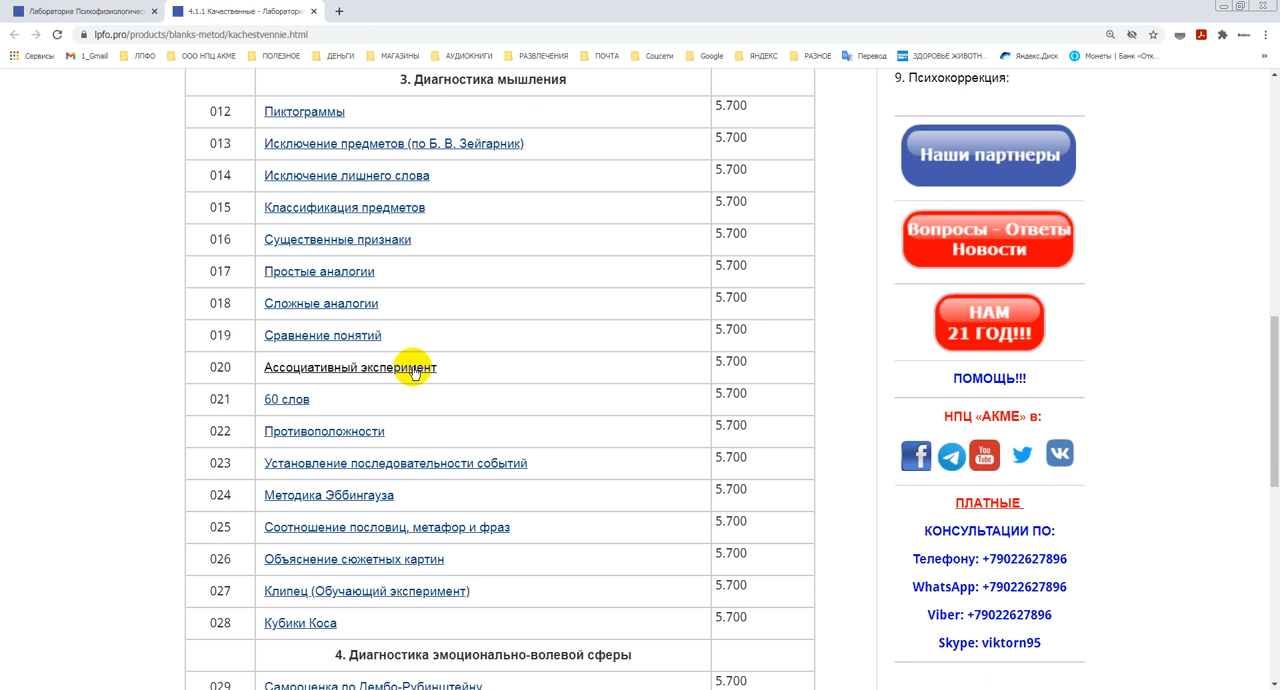 Лаборатория Психофизиологичес
4.1.1 Качественные - Лаборатори
lpfo.pro/products/blanks-metod/kachestvennie.html
Сервисы
1_Gmail
ЛПФО
ООО НПЦ АКМЕ
ПОЛЕЗНОЕ
ДЕНЬГИ
МАГАЗИНЫ
АУДИОКНИГИ
РАЗВЛЕЧЕНИЯ
ПОЧТА
Соцсети
Google
ЯНДЕКС
РАЗНОЕ
Перевод
ЗДОРОВЬЕ ЖИВОТН...
Яндекс.Диск
Монеты | Банк «Отк...
3. Диагностика мышления
012 Пиктограммы 5.700
013 Исключение предметов (по Б. В. Зейгарник) 5.700
014 Исключение лишнего слова 5.700
015 Классификация предметов 5.700
016 Существенные признаки 5.700
017 Простые аналогии 5.700
018 Сложные аналогии 5.700
019 Сравнение понятий 5.700
020 Ассоциативный эксперимент 5.700
021 60 слов 5.700
022 Противоположности 5.700
023 Установление последовательности событий 5.700
024 Методика Эббингауза 5.700
025 Соотношение пословиц, метафор и фраз 5.700
026 Объяснение сюжетных картин 5.700
027 Клипец (Обучающий эксперимент) 5.700
028 Кубики Коса 5.700
4. Диагностика эмоционально-волевой сферы
029 Самооценка по Дембо-Рубинштейну 5.700
9. Психокоррекция:
Наши партнеры
Вопросы - Ответы
Новости
НАМ
21 ГОД!!!
ПОМОЩЬ!!!
НПЦ «АКМЕ» в:
You
Tube
ПЛАТНЫЕ
КОНСУЛЬТАЦИИ ПО:
Телефону: +79022627896
WhatsApp: +79022627896
Viber: +79022627896
Skype: viktorn95